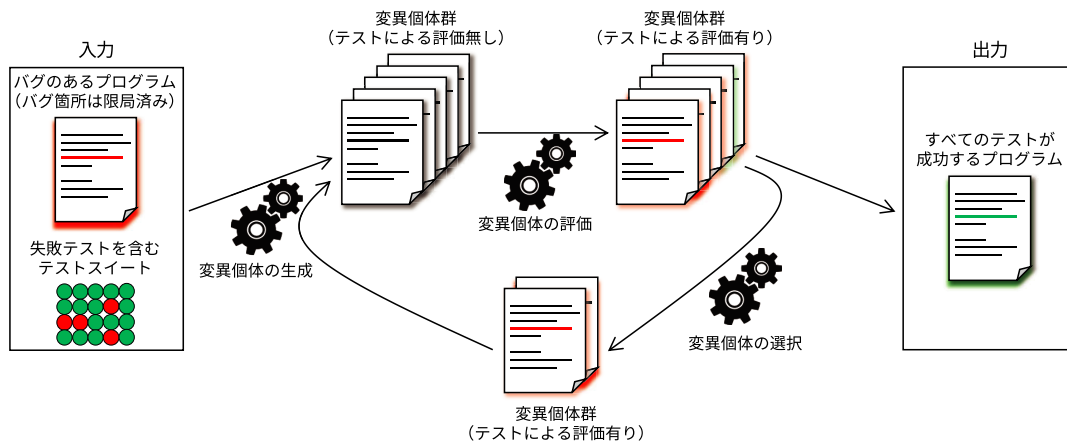 入力
バグのあるプログラム
（バグ箇所は限局済み）
失敗テストを含む
テストスイート
変異個体の生成
変異個体群
（テストによる評価無し）
変異個体の評価
変異個体群
（テストによる評価有り）
変異個体の選択
変異個体群
（テストによる評価有り）
出力
すべてのテストが
成功するプログラム